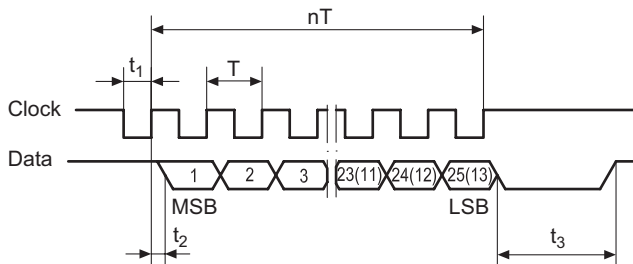 nT
t1 T
Clock
Data
1 2 3 23(11) 24(12) 25(13)
MSB LSB
t2 t3